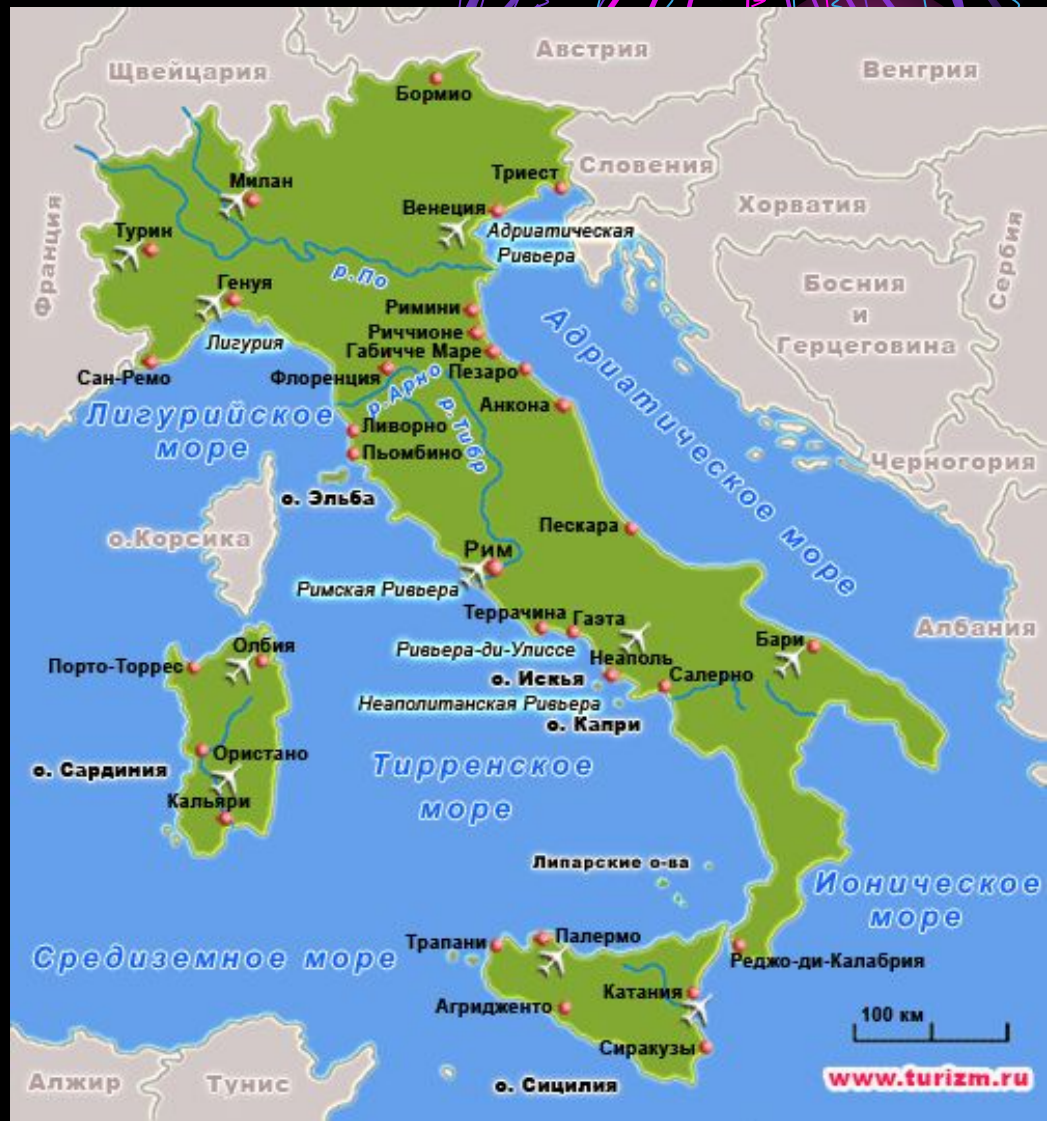 Австрия
Щвейцария
Венгрия
Бормио
Словения
Триест
Милан
Венеция
Хорватия
Адриатическая
Ривьера
Турин
Франция
Сербия
р.По
Генуя
Босния
и
Герцеговина
Римини
Риччионе
Лигурия
Габичче Маре
Адриатическое море
Сан-Ремо
Флоренция
Пезаро
р.Арно
р.Тибр
Анкона
Лигурийское
море
Ливорно
Пьомбино
Черногория
о. Эльба
Пескара
о.Корсика
Рим
Римская Ривьера
Террачина
Гаэта
Албания
Бари
Олбия
Порто-Торрес
Ривьера-ди-Улиссе
Неаполь
о. Искья
Салерно
Неаполитанская Ривьера
о. Капри
Ористано
о. Сардиния
Тирренское
море
Кальяри
Липарские о-ва
Ионическое
море
Трапани
Палермо
Средиземное море
Реджо-ди-Калабрия
Катания
Агридженто
100 км
Сиракузы
Алжир
Тунис
о. Сицилия
www.turizm.ru